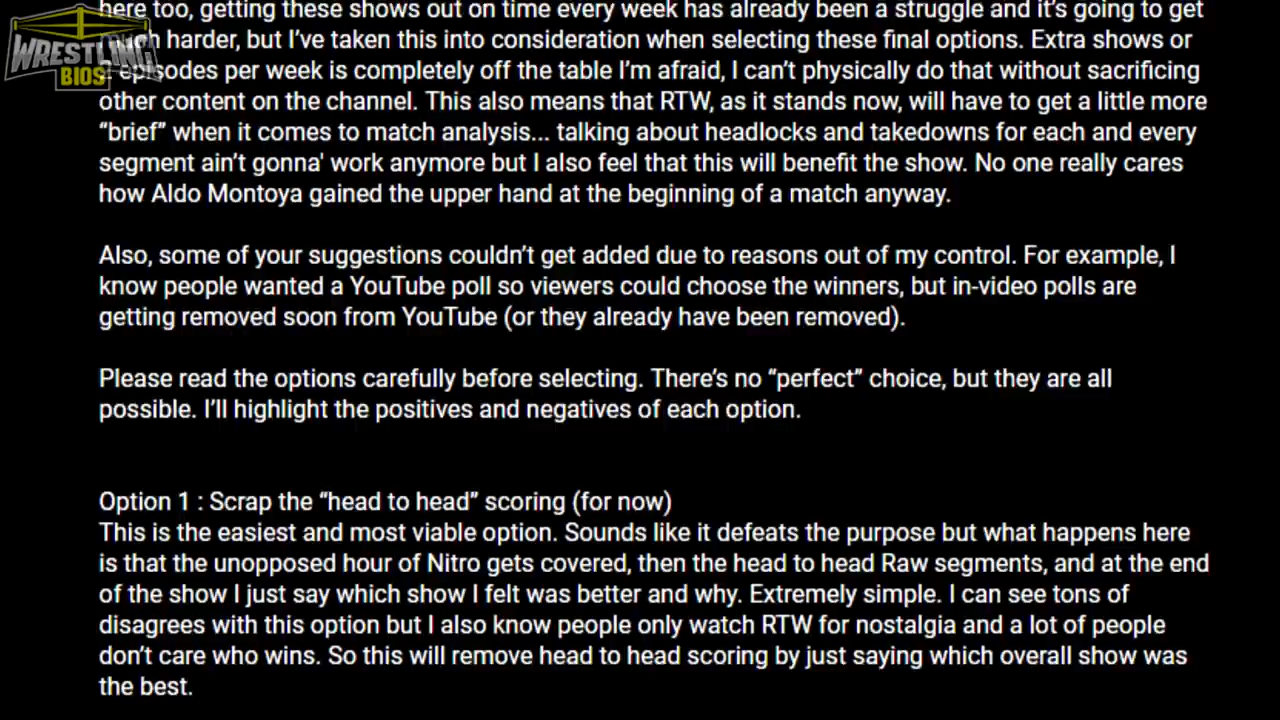 here too, getting these shows out on time every week has already been a struggle and it's going to get
WRESTLING
BIOS
harder, but I've taken this into consideration when selecting these final options. Extra shows or
episodes per week is completely off the table I'm afraid, I can't physically do that without sacrificing
other content on the channel. This also means that RTW, as it stands now, will have to get a little more
“brief” when it comes to match analysis... talking about headlocks and takedowns for each and every
segment ain't gonna' work anymore but I also feel that this will benefit the show. No one really cares
how Aldo Montoya gained the upper hand at the beginning of a match anyway.
Also, some of your suggestions couldn't get added due to reasons out of my control. For example, I
know people wanted a YouTube poll so viewers could choose the winners, but in-video polls are
getting removed soon from YouTube (or they already have been removed).
Please read the options carefully before selecting. There's no “perfect” choice, but they are all
possible. I'll highlight the positives and negatives of each option.
Option 1 : Scrap the “head to head” scoring (for now)
This is the easiest and most viable option. Sounds like it defeats the purpose but what happens here
is that the unopposed hour of Nitro gets covered, then the head to head Raw segments, and at the end
of the show I just say which show I felt was better and why. Extremely simple. I can see tons of
disagrees with this option but I also know people only watch RTW for nostalgia and a lot of people
don't care who wins. So this will remove head to head scoring by just saying which overall show was
the best.